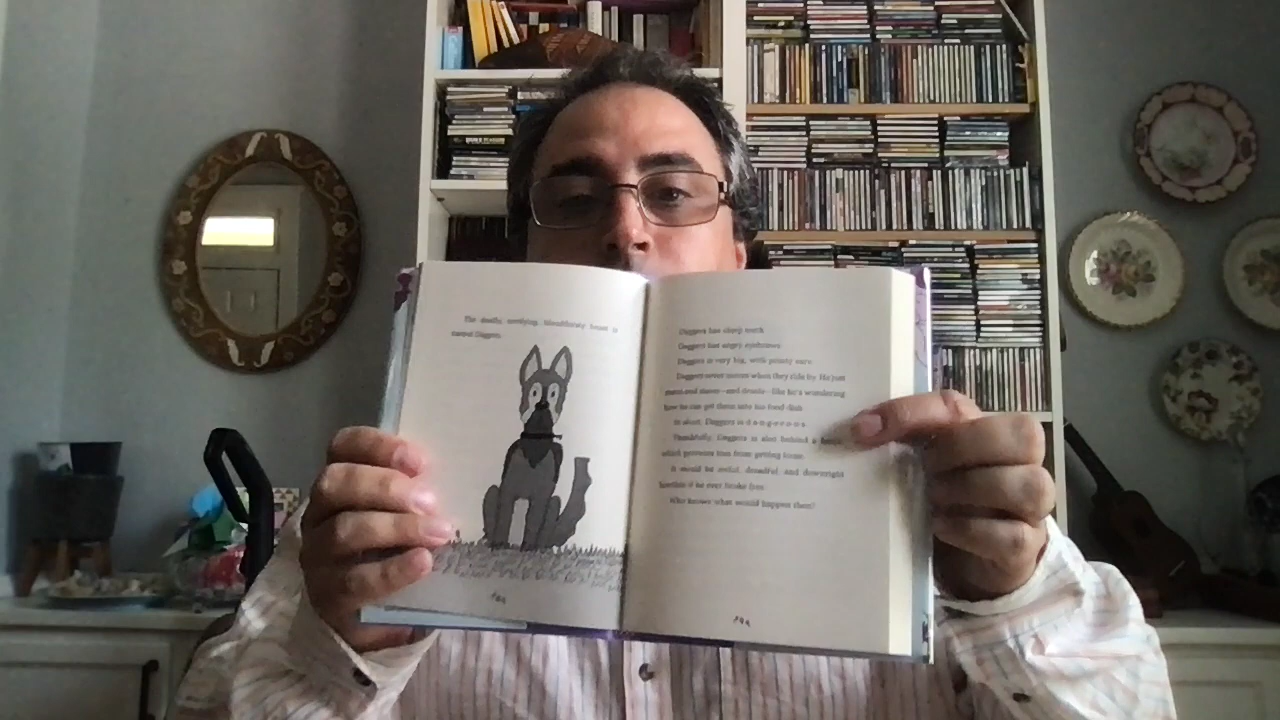 The deadly, terrifying, bloodthirsty beast is
named Daggers.
Daggers has sharp teeth.
Daggers has angry eyebrows.
Daggers is very big, with pointy ears.
Daggers never moves when they ride by. He just
stares and stares—and drools—like he's wondering
how he can get them into his food dish.
In short, Daggers is d a n g e r o u s.
Thankfully, Daggers is also behind a fence,
which prevents him from getting loose.
It would be awful, dreadful, and downright
horrible if he ever broke free.
Who knows what would happen then?